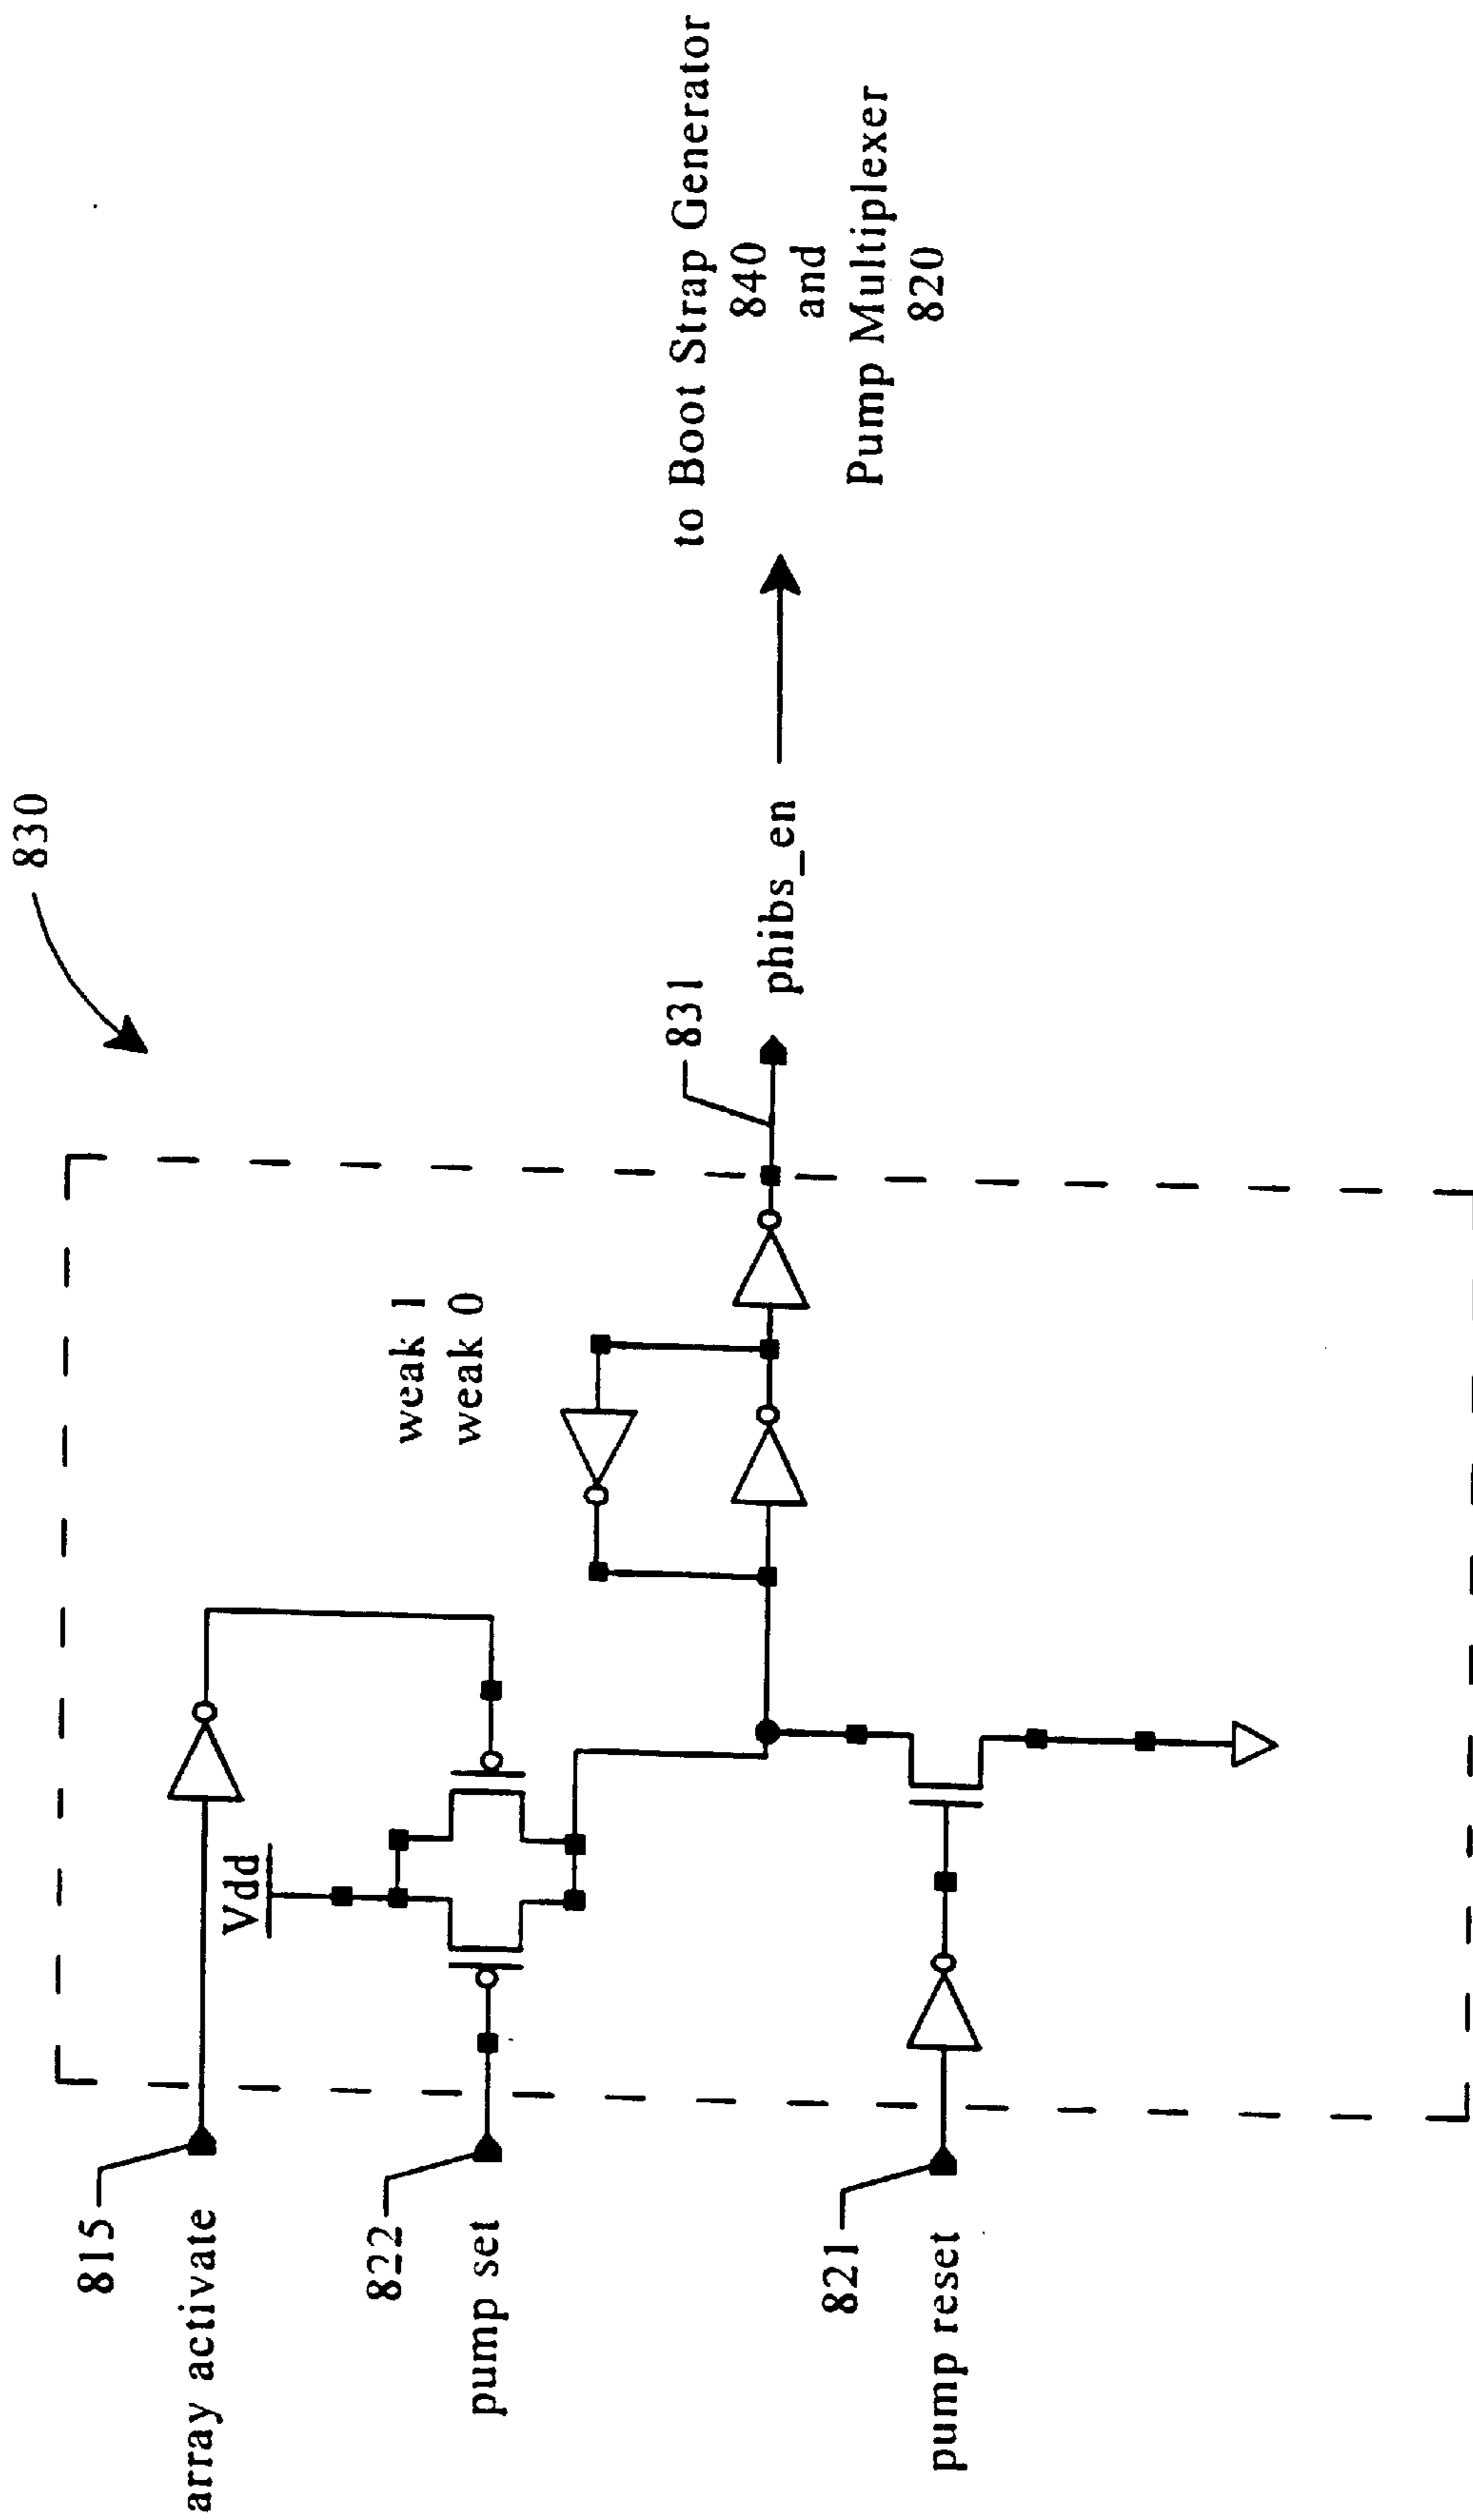 830
815
array activate
Vdd
822
pump set
weak 1
weak 0
831
phibs_en
to Boot Strap Generator
840
and
Pump Multiplexer
820
821
pump reset